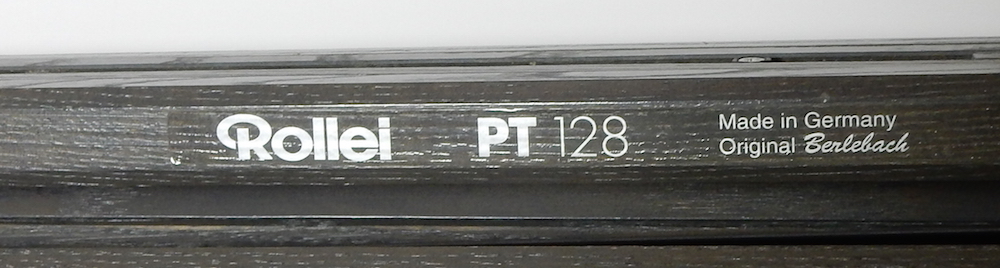 Rollei PT 128
Made in Germany
Original Berlebach